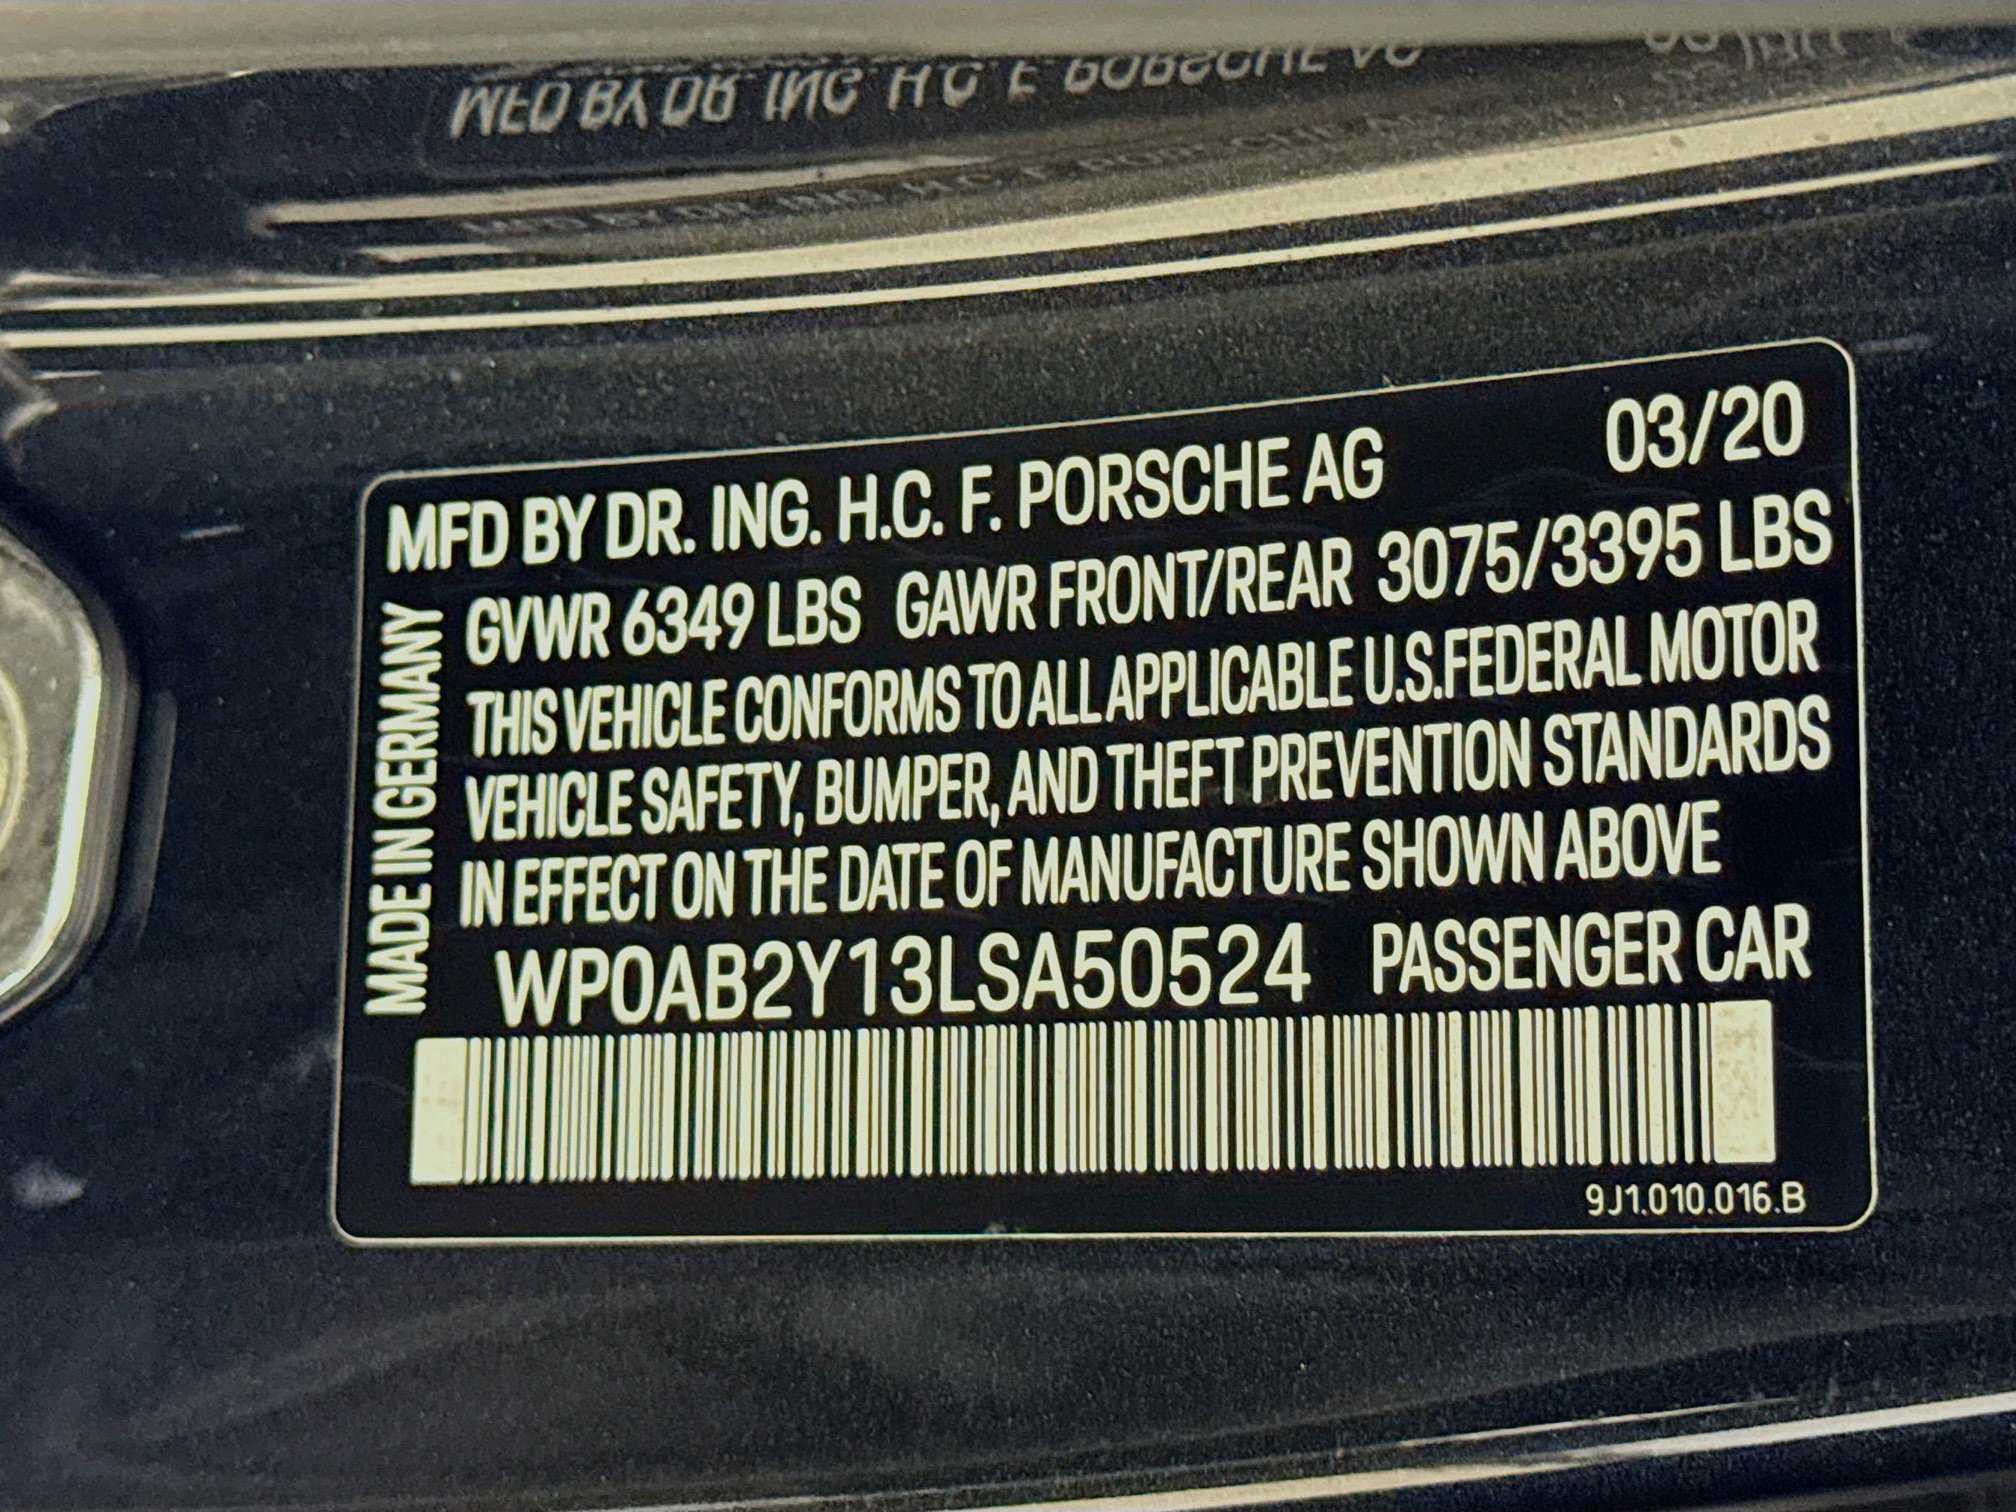 MFD BY DR. ING. H.C. F. PORSCHE AG 03/20
GVWR 6349 LBS GAWR FRONT/REAR 3075/3395 LBS
THIS VEHICLE CONFORMS TO ALL APPLICABLE U.S.FEDERAL MOTOR
VEHICLE SAFETY, BUMPER, AND THEFT PREVENTION STANDARDS
IN EFFECT ON THE DATE OF MANUFACTURE SHOWN ABOVE
MADE IN GERMANY
WP0AB2Y13LSA50524 PASSENGER CAR
9J1.010.016.B